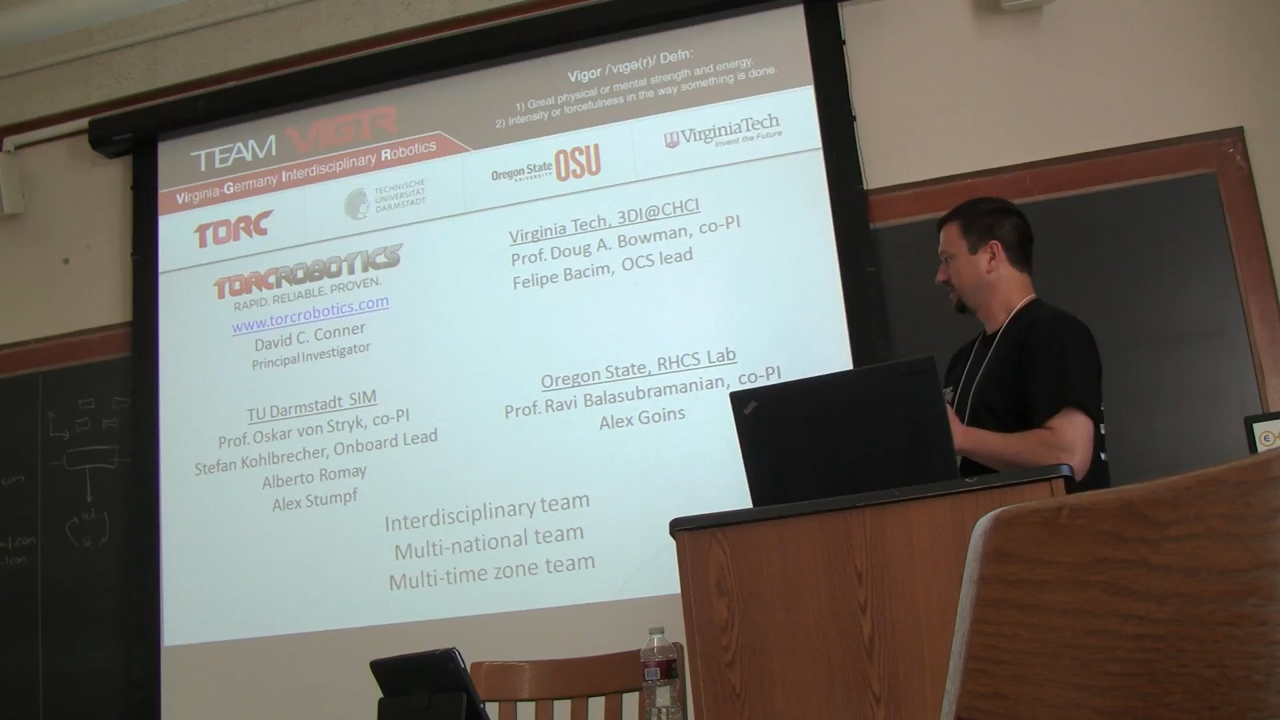 Vigor /'vɪgə(r)/ Defn:
1) Great physical or mental strength and energy.
2) Intensity or forcefulness in the way something is done.
TEAM VIGIR
Virginia-Germany Interdisciplinary Robotics
TORC
TECHNISCHE
UNIVERSITÄT
DARMSTADT
Oregon State OSU
UNIVERSITY
VirginiaTech
Invent the Future
TORCROBOTICS
RAPID. RELIABLE. PROVEN.
www.torcrobotics.com
David C. Conner
Principal Investigator
Virginia Tech, 3DI@CHCI
Prof. Doug A. Bowman, co-PI
Felipe Bacim, OCS lead
TU Darmstadt SIM
Prof. Oskar von Stryk, co-PI
Stefan Kohlbrecher, Onboard Lead
Alberto Romay
Alex Stumpf
Oregon State, RHCS Lab
Prof. Ravi Balasubramanian, co-PI
Alex Goins
Interdisciplinary team
Multi-national team
Multi-time zone team